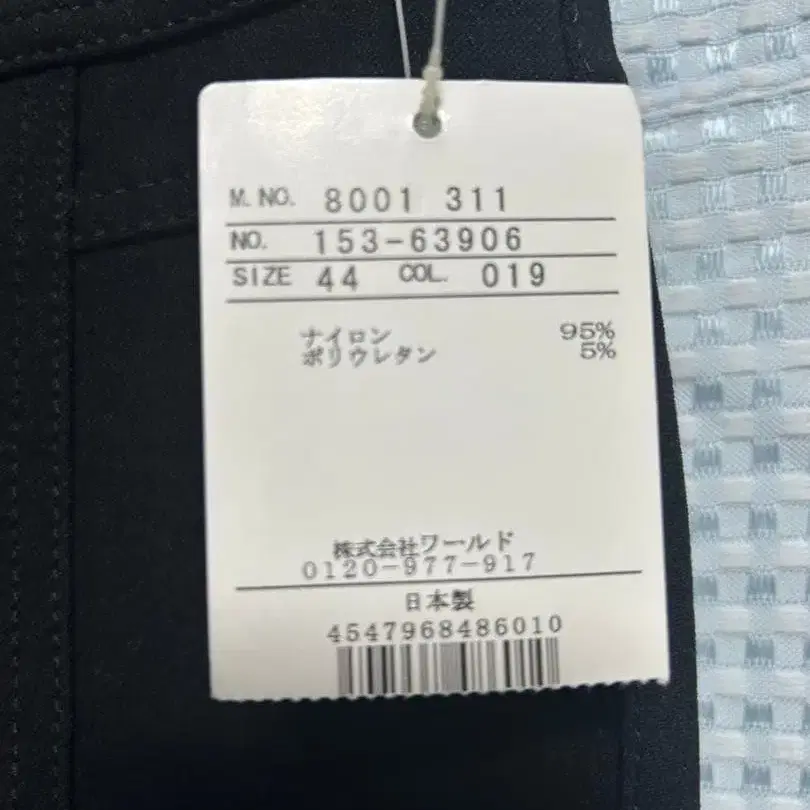 M. NO. 8001 311
NO. 153-63906
SIZE 44 COL. 019
ナイロン 95%
ポリウレタン 5%
株式会社ワールド
0120-977-917
日本製
4547968486010